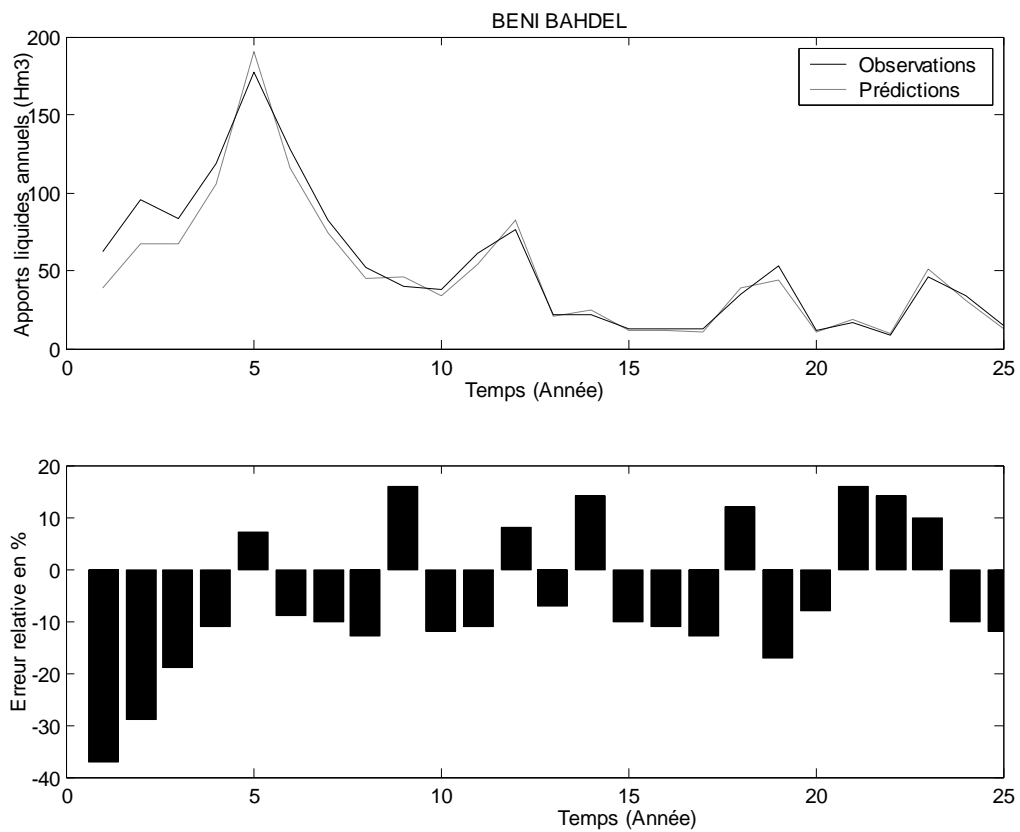 BENI BAHDEL
Apports liquides annuels (Hm3)
200
150
100
50
0
Observations
Prédictions
0 5 10 15 20 25
Temps (Année)
Erreur relative en %
20
10
0
-10
-20
-30
-40
0 5 10 15 20 25
Temps (Année)